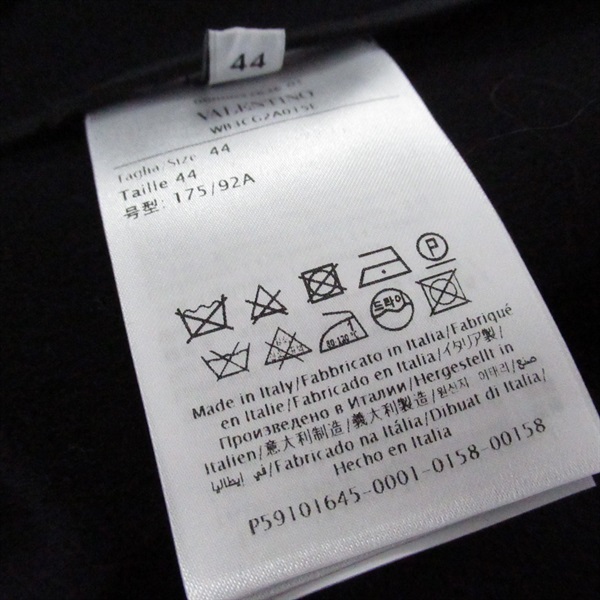 44
VALENTINO
Taglia/Size 44
Taille 44
号型: 175/92A
P
드라이
80-120℃
Made in Italy/Fabbricato in Italia/Fabriqué
en Italie/Fabricado en Italia/イタリア製/
Произведено в Италии/Hergestellt in
Italien/意大利制造/義大利製造/원산지 이태리/صنع
في إيطاليا/Fabricado na Itália/Dibuat di Italia/
Hecho en Italia
P59101645-0001-0158-00158